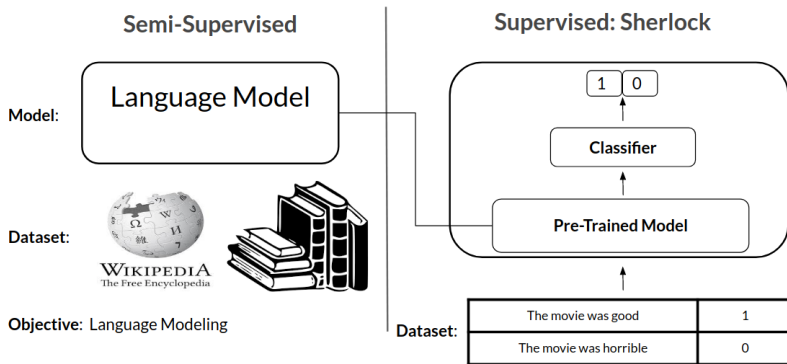 Semi-Supervised
Model:
Language Model
Dataset:
WIKIPEDIA
The Free Encyclopedia
Objective: Language Modeling
Supervised: Sherlock
1 0
Classifier
Pre-Trained Model
Dataset:
The movie was good 1
The movie was horrible 0